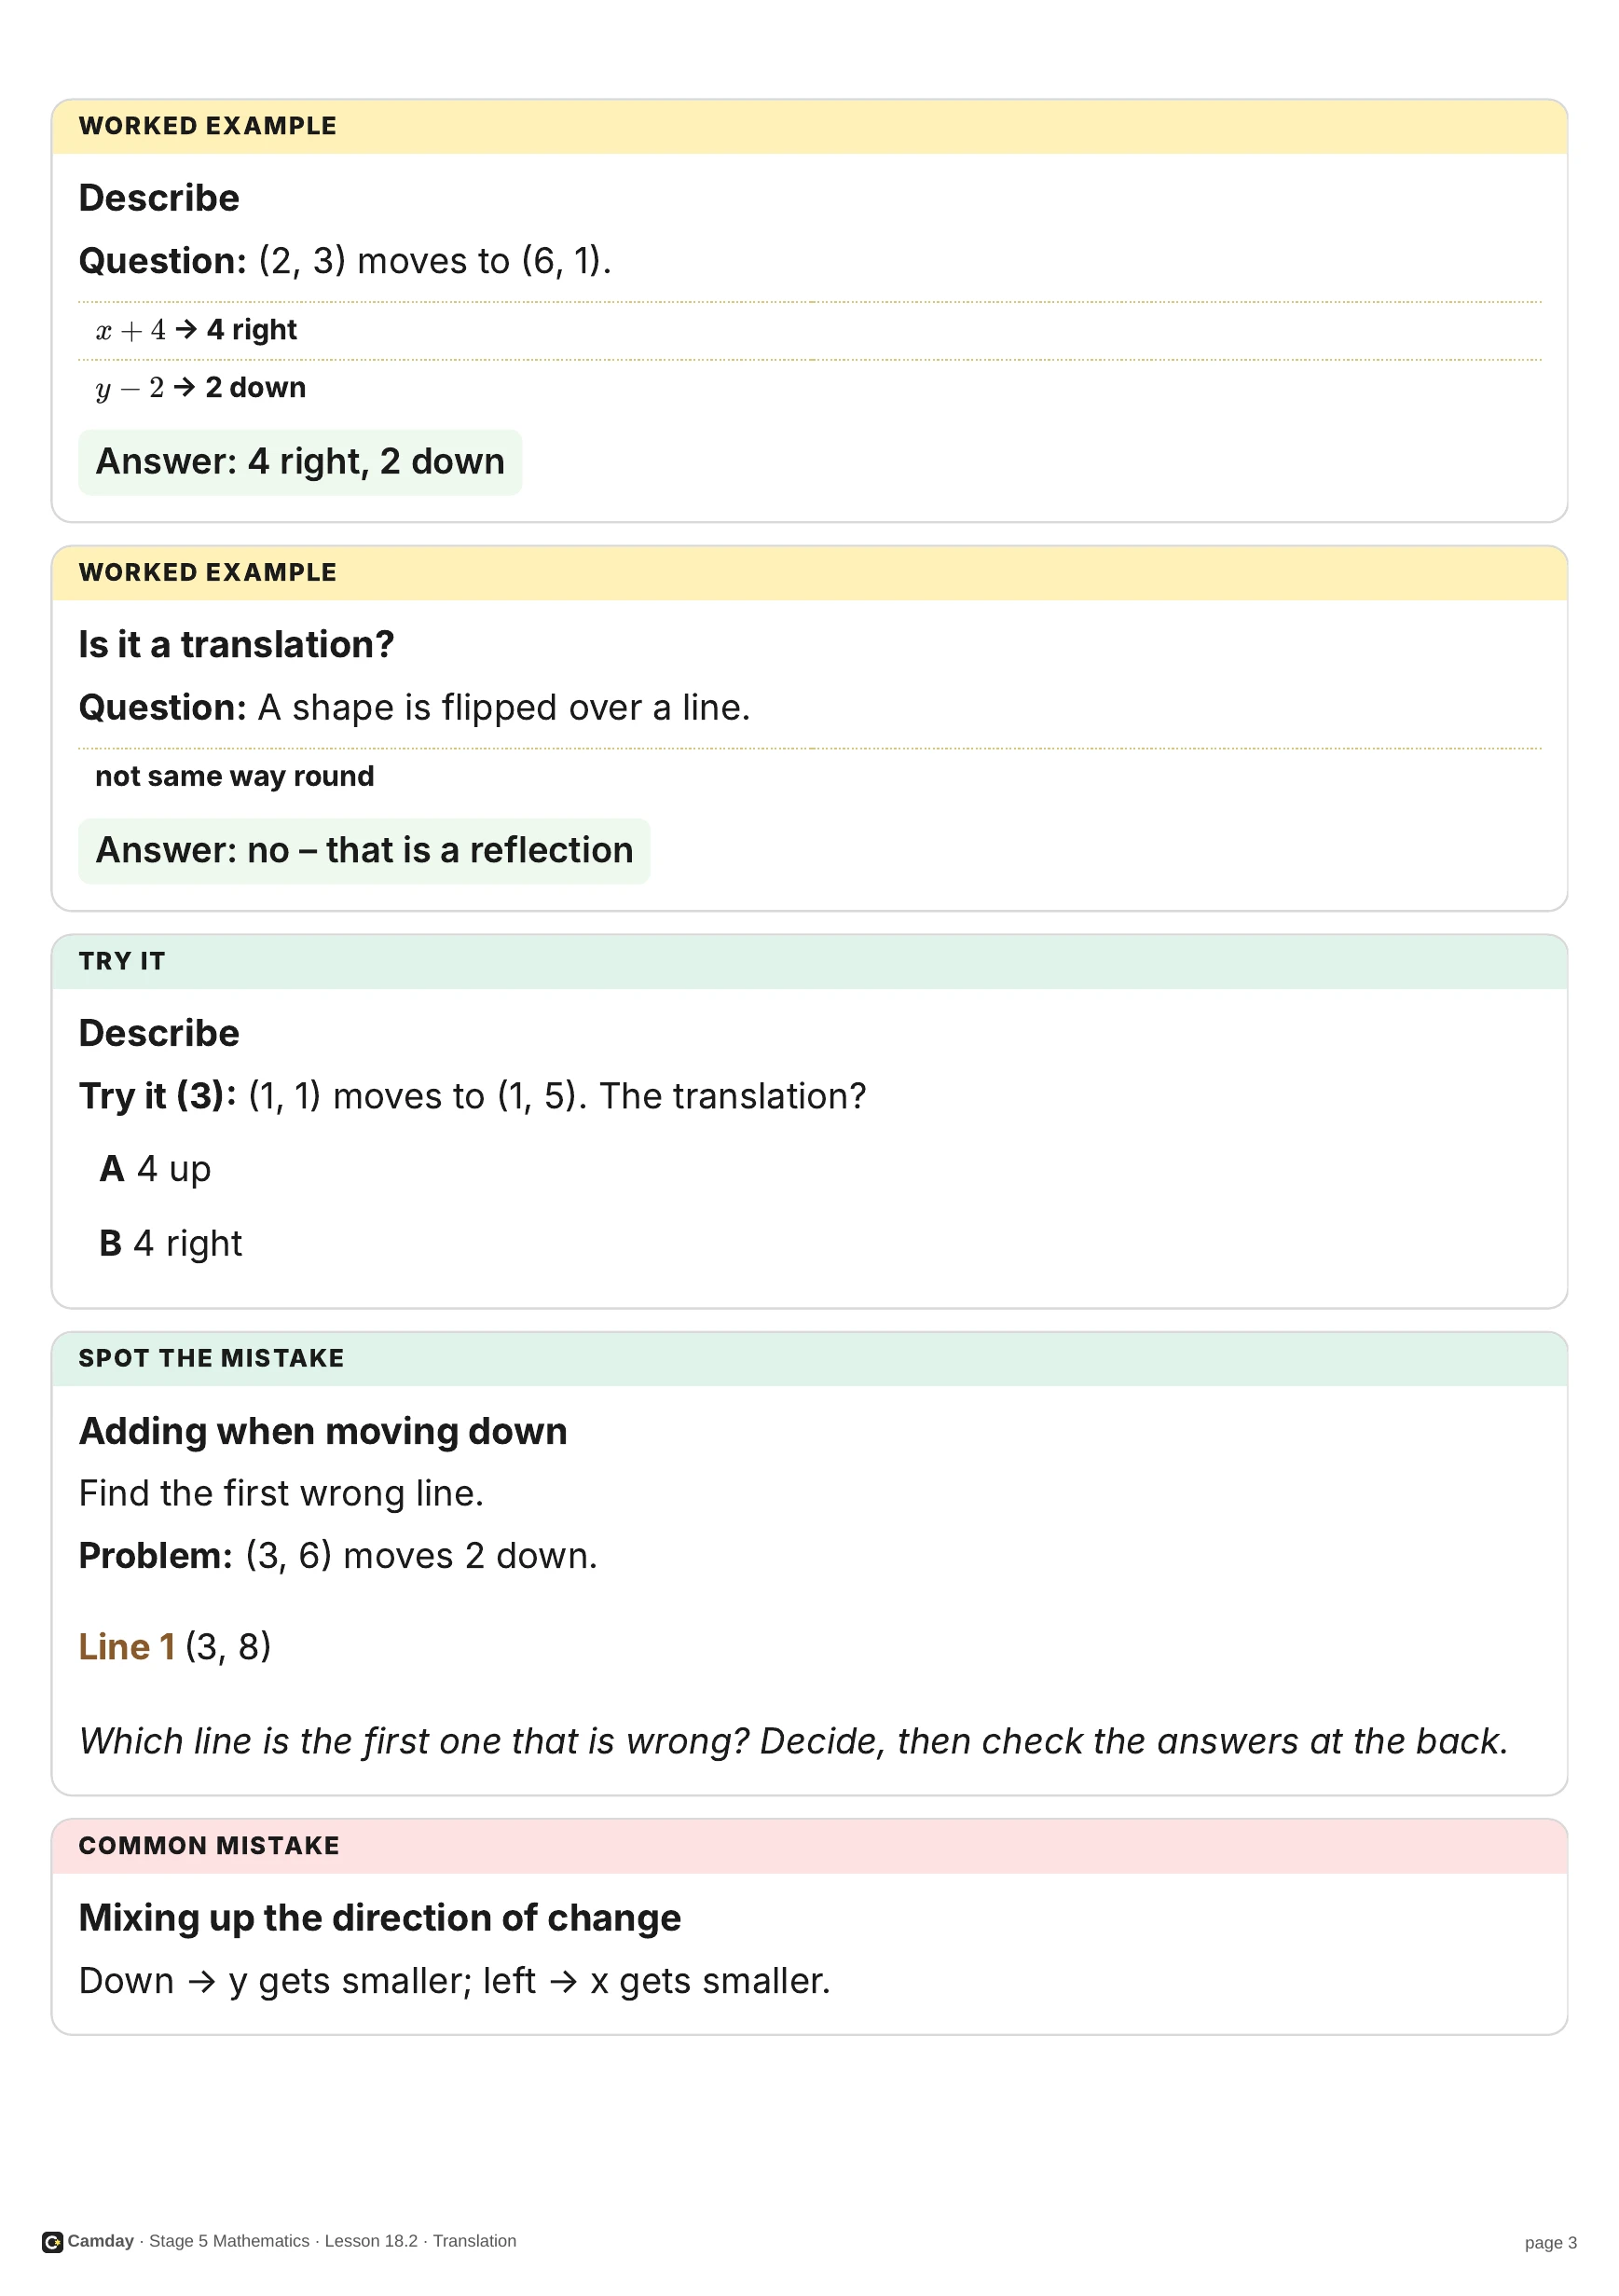 WORKED EXAMPLE
Describe
Question: (2, 3) moves to (6, 1).
x + 4 → 4 right
y − 2 → 2 down
Answer: 4 right, 2 down
WORKED EXAMPLE
Is it a translation?
Question: A shape is flipped over a line.
not same way round
Answer: no – that is a reflection
TRY IT
Describe
Try it (3): (1, 1) moves to (1, 5). The translation?
A 4 up
B 4 right
SPOT THE MISTAKE
Adding when moving down
Find the first wrong line.
Problem: (3, 6) moves 2 down.
Line 1 (3, 8)
Which line is the first one that is wrong? Decide, then check the answers at the back.
COMMON MISTAKE
Mixing up the direction of change
Down → y gets smaller; left → x gets smaller.
Camday · Stage 5 Mathematics · Lesson 18.2 · Translation
page 3